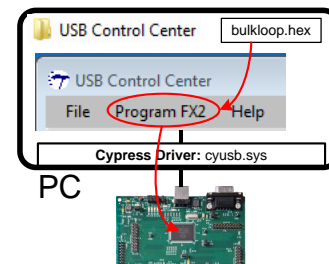 USB Control Center
bulkloop.hex
USB Control Center
File Program FX2 Help
Cypress Driver: cyusb.sys
PC